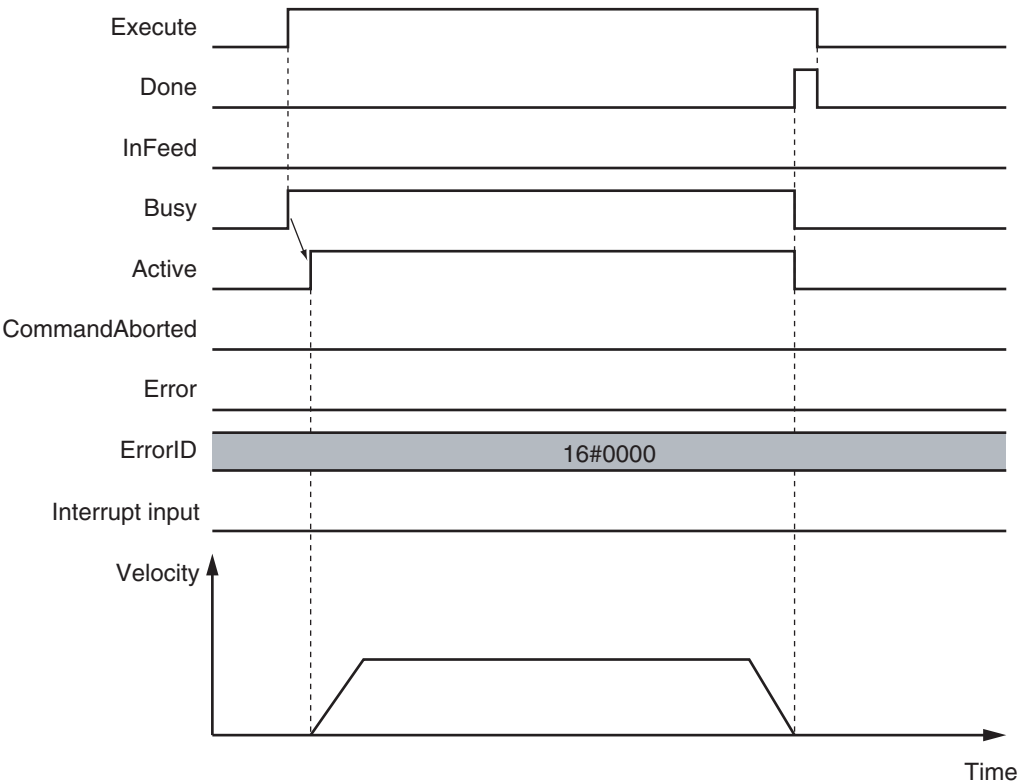 Execute
Done
InFeed
Busy
Active
CommandAborted
Error
ErrorID
16#0000
Interrupt input
Velocity
Time